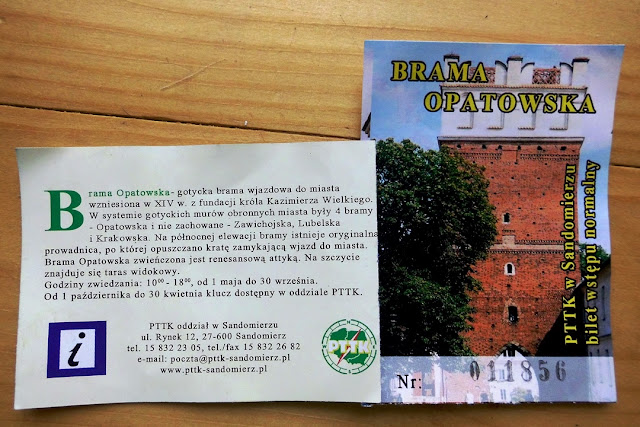 Brama Opatowska- gotycka brama wjazdowa do miasta
wzniesiona w XIV w. z fundacji króla Kazimierza Wielkiego.
W systemie gotyckich murów obronnych miasta były 4 bramy
- Opatowska i nie zachowane - Zawichojska, Lubelska
i Krakowska. Na północnej elewacji bramy istnieje oryginalna
prowadnica, po której opuszczano kratę zamykającą wjazd do miasta.
Brama Opatowska zwieńczona jest renesansową attyką. Na szczycie
znajduje się taras widokowy.
Godziny zwiedzania: 10⁰⁰ - 18⁰⁰, od 1 maja do 30 września.
Od 1 października do 30 kwietnia klucz dostępny w oddziale PTTK.
i
PTTK oddział w Sandomierzu
ul. Rynek 12, 27-600 Sandomierz
tel. 15 832 23 05, tel./fax 15 832 26 82
e-mail: poczta@pttk-sandomierz.pl
www.pttk-sandomierz.pl
PTTK
BRAMA
OPATOWSKA
PTTK w Sandomierzu
bilet wstępu normalny
Nr: 011856